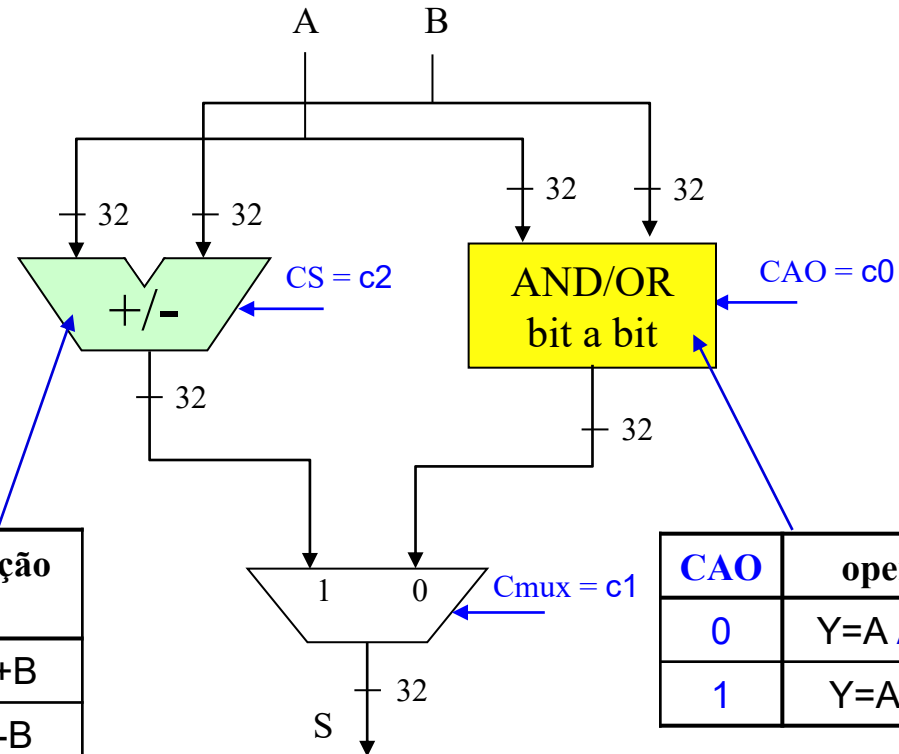 A B
32 32 32 32
CS = c2
CAO = c0
+/-
AND/OR
bit a bit
32
32
1 0
Cmux = c1
32
S
ção
+B
-B
CAO ope
0 Y=A
1 Y=A